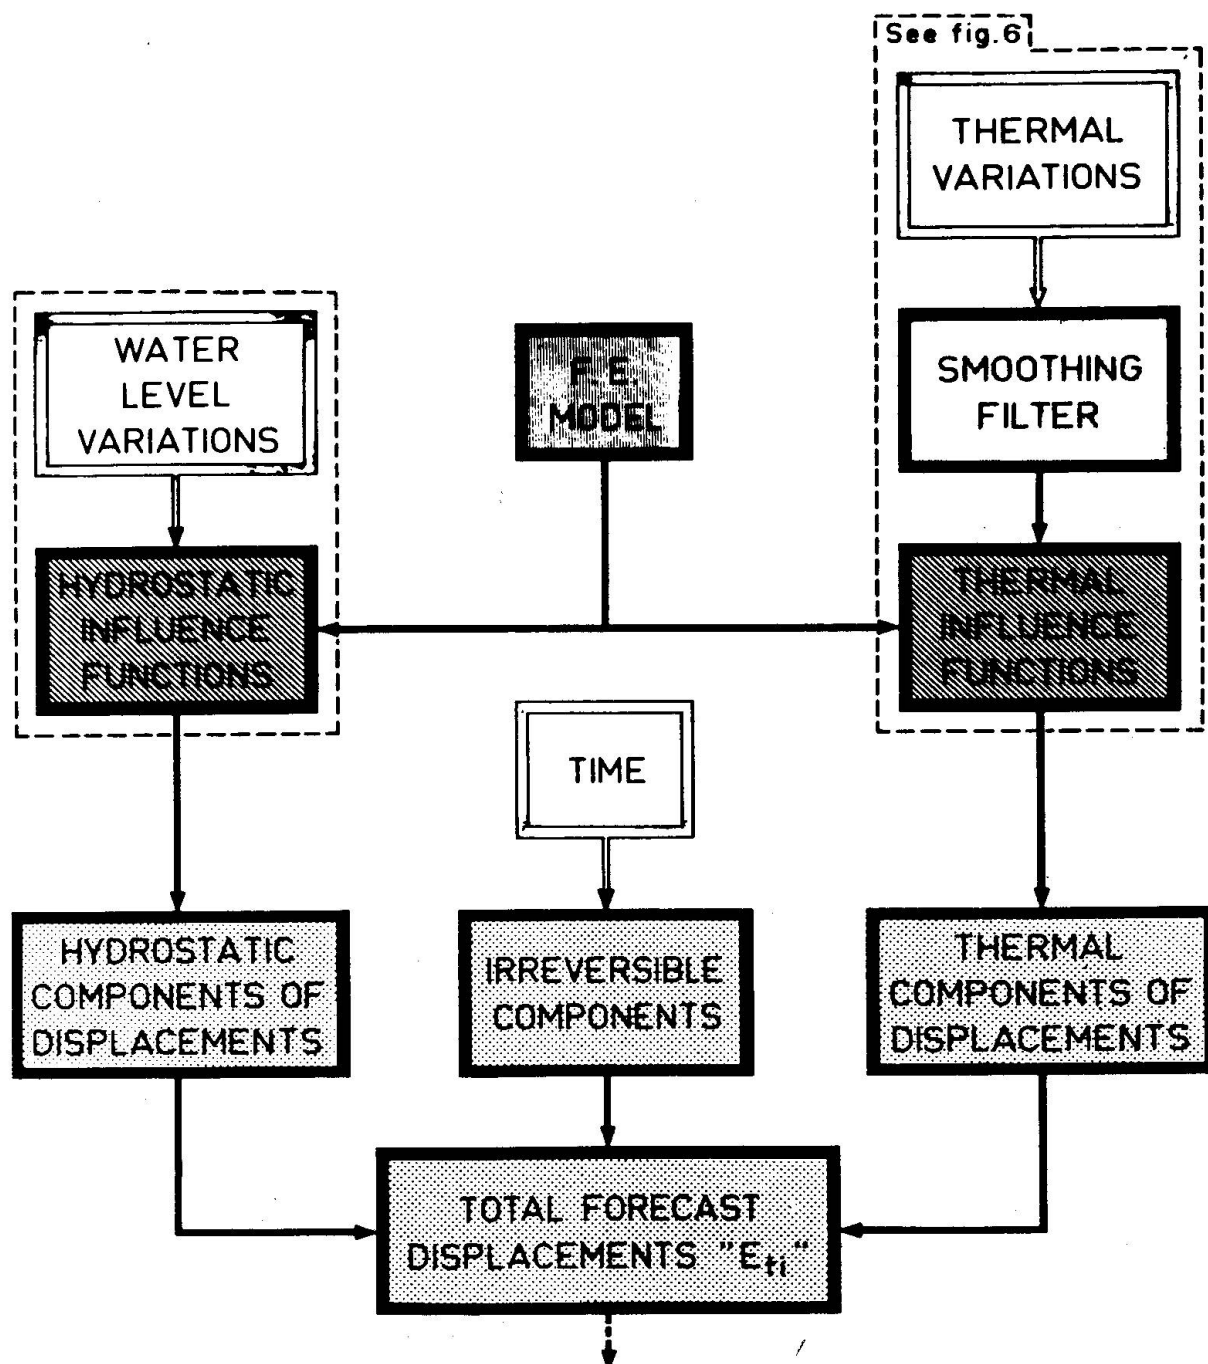 See fig.6
THERMAL
VARIATIONS
WATER
LEVEL
VARIATIONS
F. E.
MODEL
SMOOTHING
FILTER
HYDROSTATIC
INFLUENCE
FUNCTIONS
THERMAL
INFLUENCE
FUNCTIONS
TIME
HYDROSTATIC
COMPONENTS OF
DISPLACEMENTS
IRREVERSIBLE
COMPONENTS
THERMAL
COMPONENTS OF
DISPLACEMENTS
TOTAL FORECAST
DISPLACEMENTS "Eti"